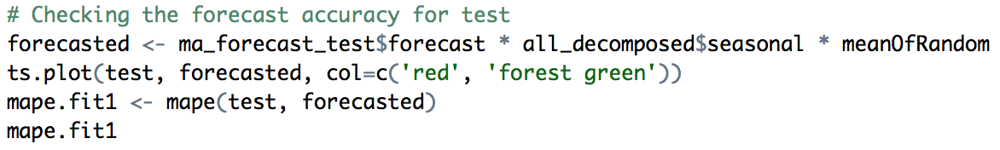 # Checking the forecast accuracy for test
forecasted <- ma_forecast_test$forecast * all_decomposed$seasonal * meanOfRandom
ts.plot(test, forecasted, col=c('red', 'forest green'))
mape.fit1 <- mape(test, forecasted)
mape.fit1